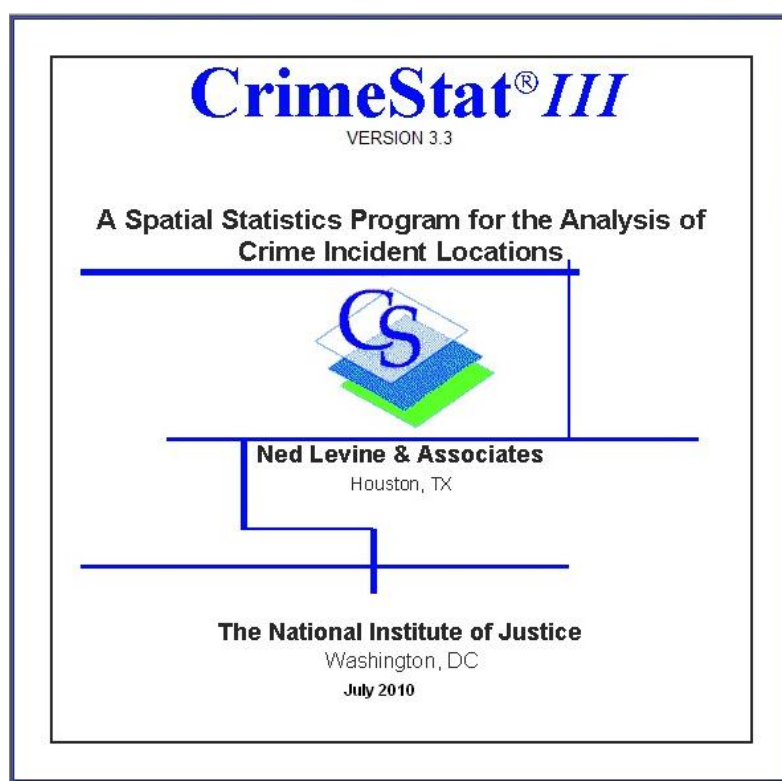 CrimeStat® III
VERSION 3.3
A Spatial Statistics Program for the Analysis of
Crime Incident Locations
CS
Ned Levine & Associates
Houston, TX
The National Institute of Justice
Washington, DC
July 2010